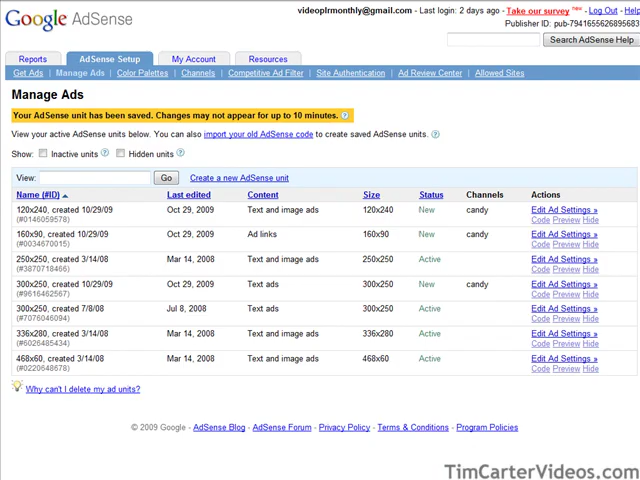 videoplrmonthly@gmail.com - Last login: 2 days ago - Take our survey new - Log Out - Help
Google AdSense
Publisher ID: pub-7941655626895683
Search AdSense Help
Reports AdSense Setup My Account Resources
Get Ads | Manage Ads | Color Palettes | Channels | Competitive Ad Filter | Site Authentication | Ad Review Center | Allowed Sites
Manage Ads
Your AdSense unit has been saved. Changes may not appear for up to 10 minutes. ?
View your active AdSense units below. You can also import your old AdSense code to create saved AdSense units. ?
Show: Inactive units ? Hidden units ?
View: Go Create a new AdSense unit
Name (#ID) Last edited Content Size Status Channels Actions
120x240, created 10/29/09 Oct 29, 2009 Text and image ads 120x240 New candy Edit Ad Settings »
(#0146059578) Code Preview Hide
160x90, created 10/29/09 Oct 29, 2009 Ad links 160x90 New candy Edit Ad Settings »
(#0034670015) Code Preview Hide
250x250, created 3/14/08 Mar 14, 2008 Text and image ads 250x250 Active Edit Ad Settings »
(#3870718466) Code Preview Hide
300x250, created 10/29/09 Oct 29, 2009 Text ads 300x250 New candy Edit Ad Settings »
(#9616462567) Code Preview Hide
300x250, created 7/8/08 Jul 8, 2008 Text and image ads 300x250 Active Edit Ad Settings »
(#7076046094) Code Preview Hide
336x280, created 3/14/08 Mar 14, 2008 Text and image ads 336x280 Active Edit Ad Settings »
(#6026485434) Code Preview Hide
468x60, created 3/14/08 Mar 14, 2008 Text and image ads 468x60 Active Edit Ad Settings »
(#0220648678) Code Preview Hide
Why can't I delete my ad units?
© 2009 Google - AdSense Blog - AdSense Forum - Privacy Policy - Terms & Conditions - Program Policies
TimCarterVideos.com